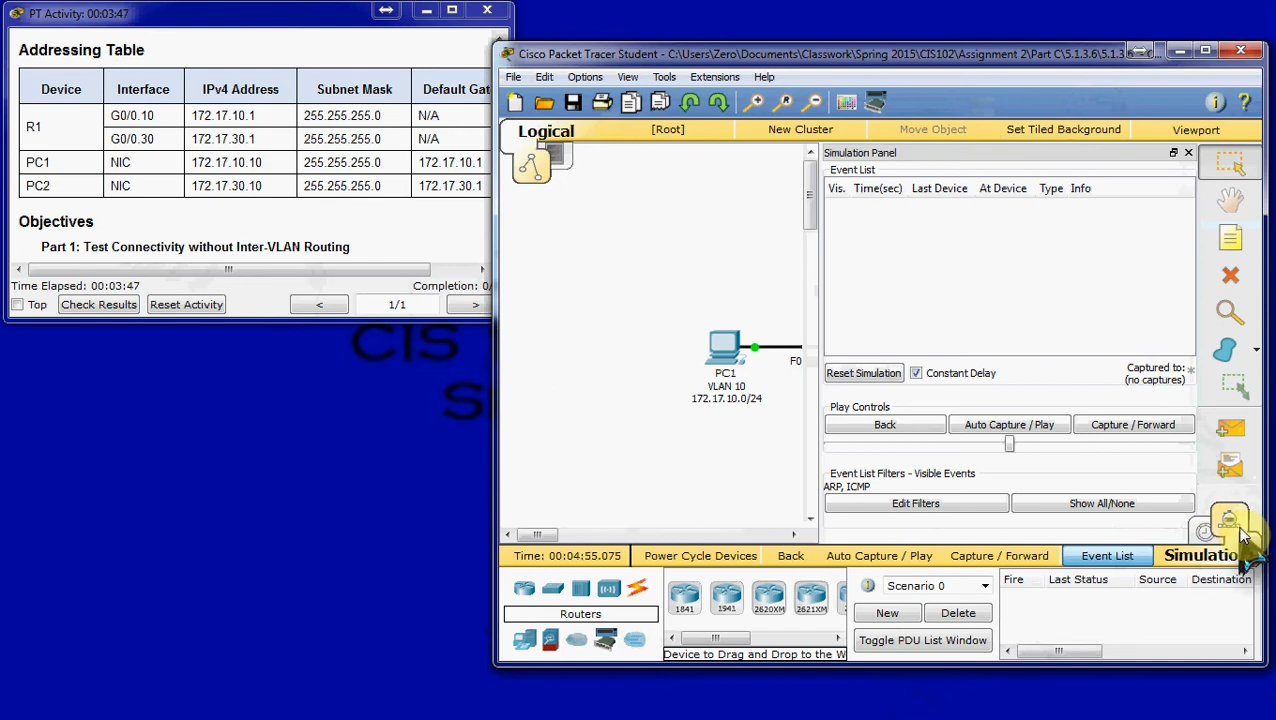 PT Activity: 00:03:47
Addressing Table
Device Interface IPv4 Address Subnet Mask Default Gat
R1 G0/0.10 172.17.10.1 255.255.255.0 N/A
G0/0.30 172.17.30.1 255.255.255.0 N/A
PC1 NIC 172.17.10.10 255.255.255.0 172.17.10.1
PC2 NIC 172.17.30.10 255.255.255.0 172.17.30.1
Objectives
Part 1: Test Connectivity without Inter-VLAN Routing
Time Elapsed: 00:03:47 Completion: 0/
Top Check Results Reset Activity < 1/1 >
CIS
Cisco Packet Tracer Student - C:\Users\Zero\Documents\Classwork\Spring 2015\CIS102\Assignment 2\Part C\5.1.3.6\5.1.3.6 - C...
File Edit Options View Tools Extensions Help
Logical [Root] New Cluster Move Object Set Tiled Background Viewport
Simulation Panel
Event List
Vis. Time(sec) Last Device At Device Type Info
PC1
VLAN 10
172.17.10.0/24
F0
Reset Simulation Constant Delay Captured to: *
(no captures)
Play Controls
Back Auto Capture / Play Capture / Forward
Event List Filters - Visible Events
ARP, ICMP
Edit Filters Show All/None
Time: 00:04:55.075 Power Cycle Devices Back Auto Capture / Play Capture / Forward Event List Simulatio
Routers
1841 1941 2620XM 2621XM
Device to Drag and Drop to the W
Scenario 0
New Delete
Toggle PDU List Window
Fire Last Status Source Destination